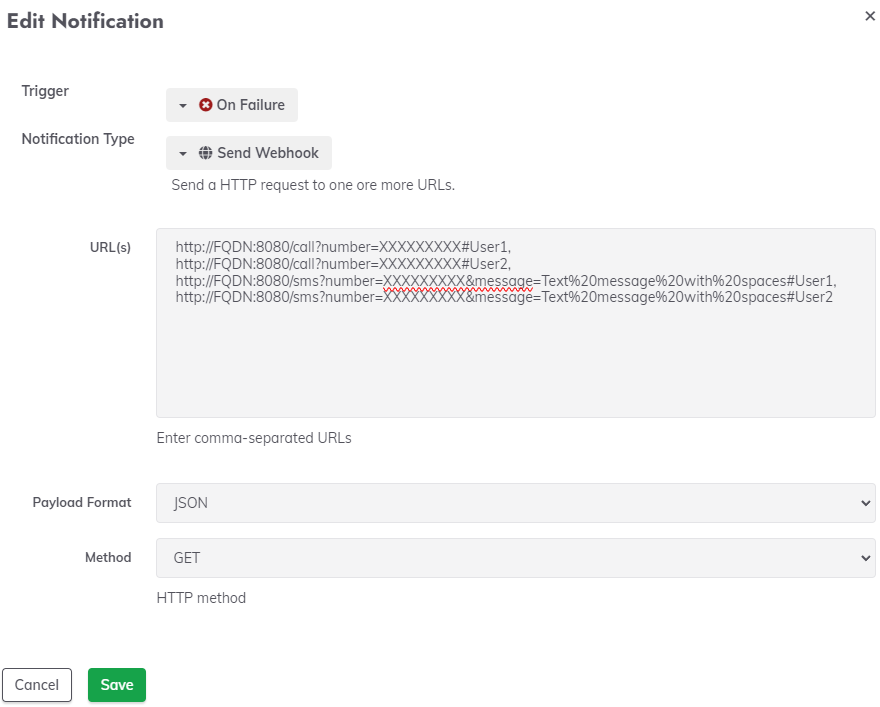 Edit Notification
×
Trigger
On Failure
Notification Type
Send Webhook
Send a HTTP request to one ore more URLs.
URL(s)
http://FQDN:8080/call?number=XXXXXXXXX#User1,
http://FQDN:8080/call?number=XXXXXXXXX#User2,
http://FQDN:8080/sms?number=XXXXXXXXX&message=Text%20message%20with%20spaces#User1,
http://FQDN:8080/sms?number=XXXXXXXXX&message=Text%20message%20with%20spaces#User2
Enter comma-separated URLs
Payload Format
JSON
Method
GET
HTTP method
Cancel
Save